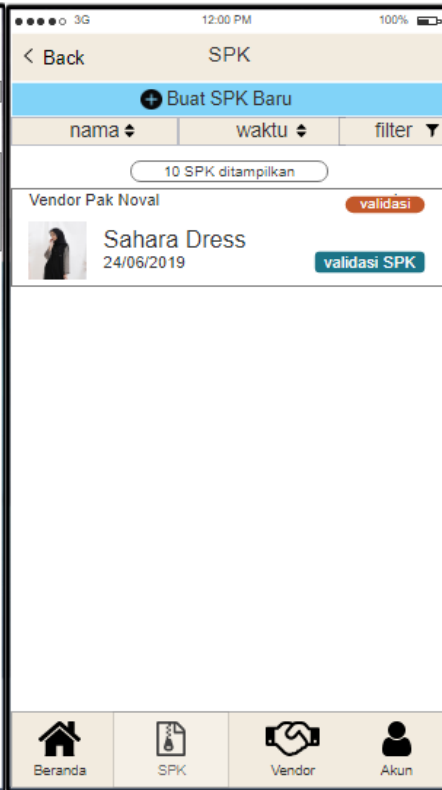 3G 12:00 PM 100%
< Back SPK
Buat SPK Baru
nama waktu filter
10 SPK ditampilkan
Vendor Pak Noval validasi
Sahara Dress
24/06/2019 validasi SPK
Beranda SPK Vendor Akun